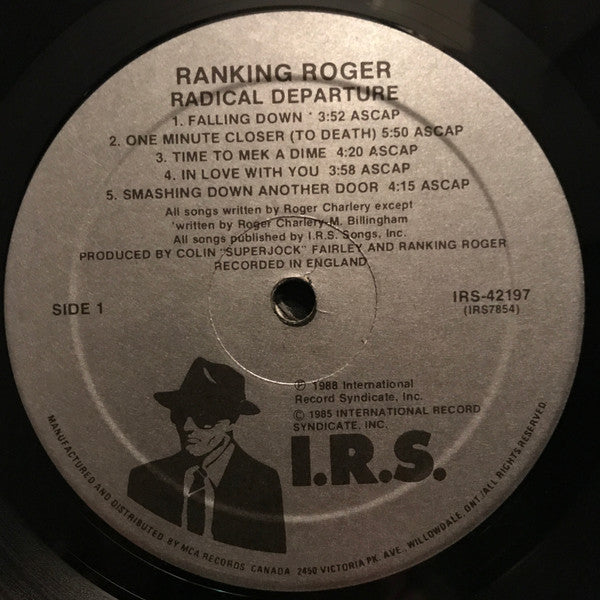 RANKING ROGER
RADICAL DEPARTURE
1. FALLING DOWN * 3:52 ASCAP
2. ONE MINUTE CLOSER (TO DEATH) 5:50 ASCAP
3. TIME TO MEK A DIME 4:20 ASCAP
4. IN LOVE WITH YOU 3:58 ASCAP
5. SMASHING DOWN ANOTHER DOOR 4:15 ASCAP
All songs written by Roger Charlery except
*written by Roger Charlery-M. Billingham
All songs published by I.R.S. Songs, Inc.
PRODUCED BY COLIN "SUPERJOCK" FAIRLEY AND RANKING ROGER
RECORDED IN ENGLAND
SIDE 1
IRS-42197
(IRS7854)
℗ 1988 International
Record Syndicate, Inc.
© 1985 INTERNATIONAL RECORD
SYNDICATE, INC.
I.R.S.
MANUFACTURED AND DISTRIBUTED BY MCA RECORDS CANADA 2450 VICTORIA PK. AVE. WILLOWDALE, ONT./ALL RIGHTS RESERVED.